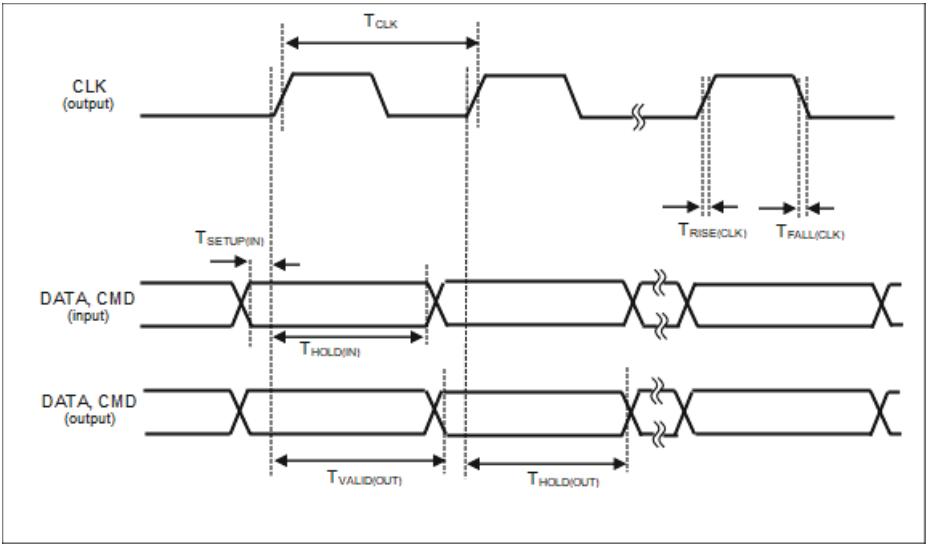 TCLK
CLK
(output)
TRISE(CLK) TFALL(CLK)
TSETUP(IN)
DATA, CMD
(input)
THOLD(IN)
DATA, CMD
(output)
TVALID(OUT) THOLD(OUT)